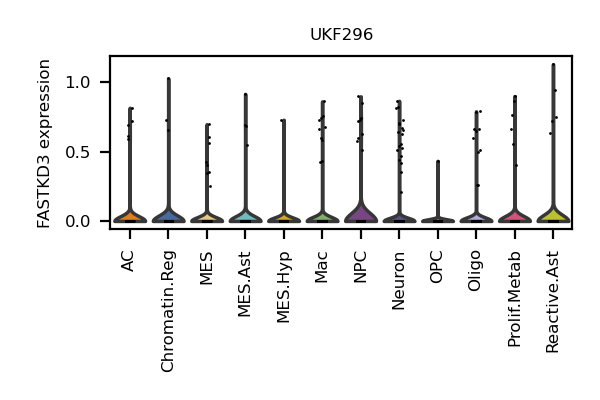 UKF296
FASTKD3 expression
1.0
0.5
0.0
AC
Chromatin.Reg
MES
MES.Ast
MES.Hyp
Mac
NPC
Neuron
OPC
Oligo
Prolif.Metab
Reactive.Ast